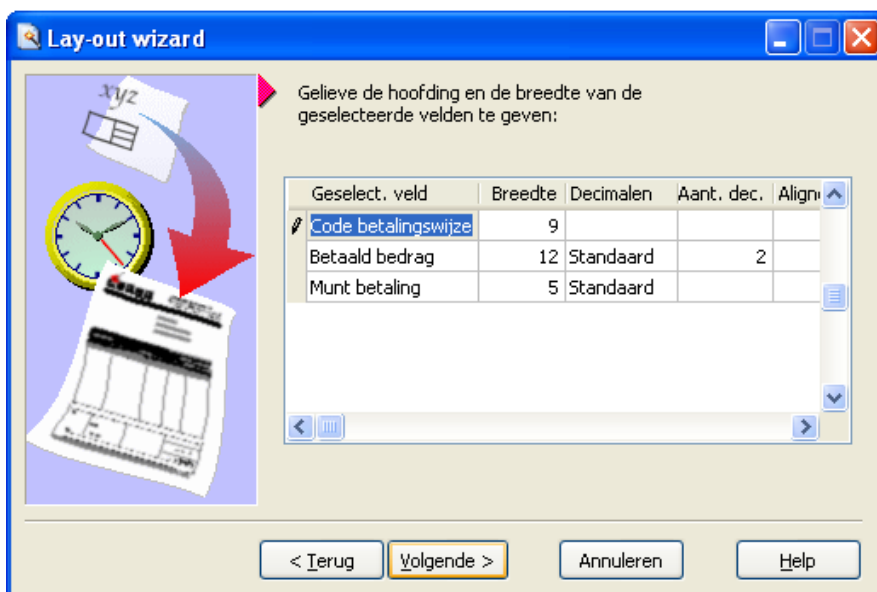 Lay-out wizard
xyz
Gelieve de hoofding en de breedte van de
geselecteerde velden te geven:
Geselect. veld Breedte Decimalen Aant. dec.
Code betalingswijze 9
Betaald bedrag 12 Standaard 2
Munt betaling 5 Standaard
< Terug Volgende > Annuleren Help